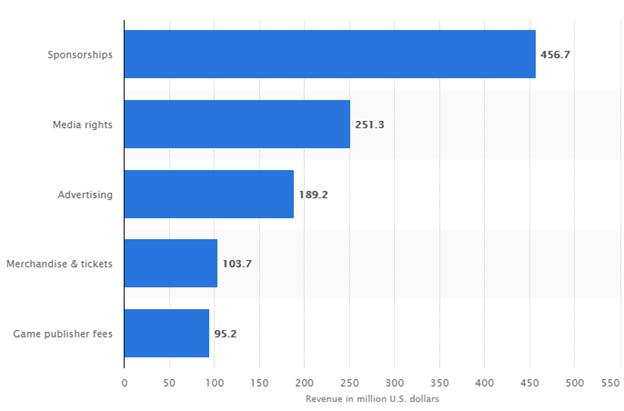 Sponsorships 456.7
Media rights 251.3
Advertising 189.2
Merchandise & tickets 103.7
Game publisher fees 95.2
0 50 100 150 200 250 300 350 400 450 500 550
Revenue in million U.S. dollars